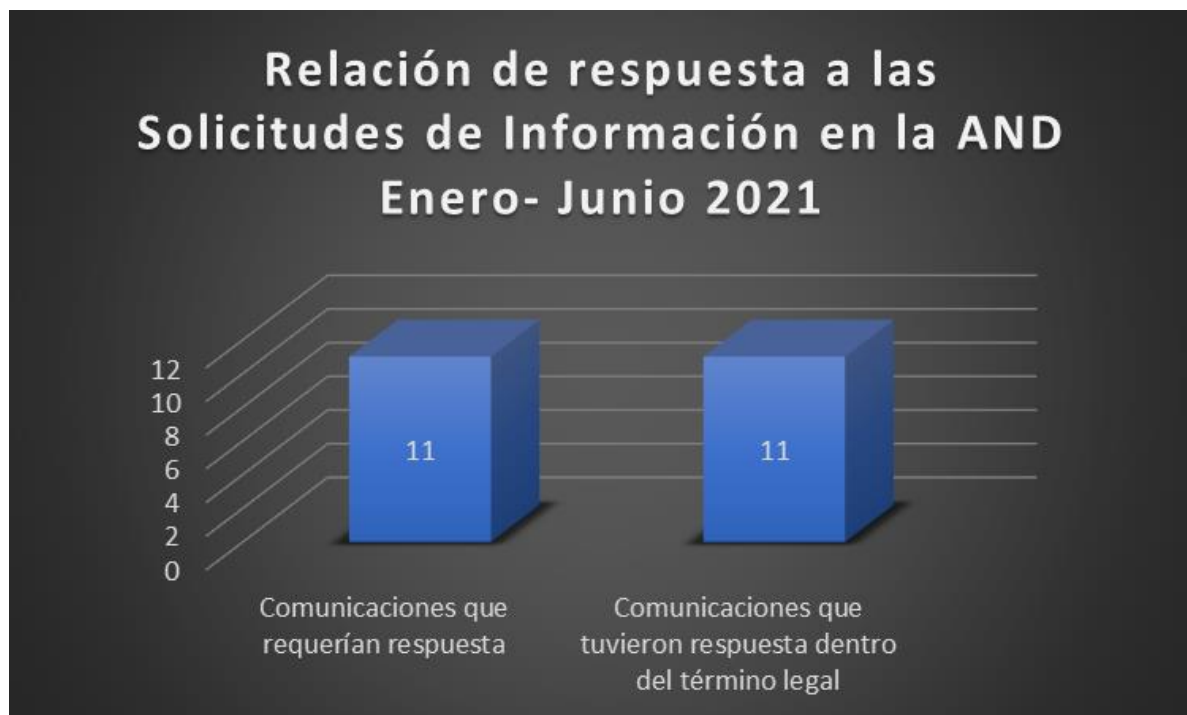 Relación de respuesta a las
Solicitudes de Información en la AND
Enero- Junio 2021
12
10
8
6
4
2
0
11
11
Comunicaciones que
requerían respuesta
Comunicaciones que
tuvieron respuesta dentro
del término legal